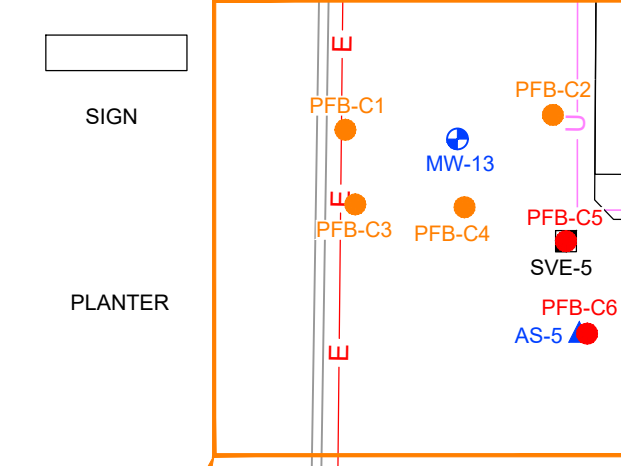 E
PFB-C2
PFB-C1
SIGN
U
MW-13
E
PFB-C5
PFB-C3
PFB-C4
SVE-5
PLANTER
PFB-C6
AS-5
E